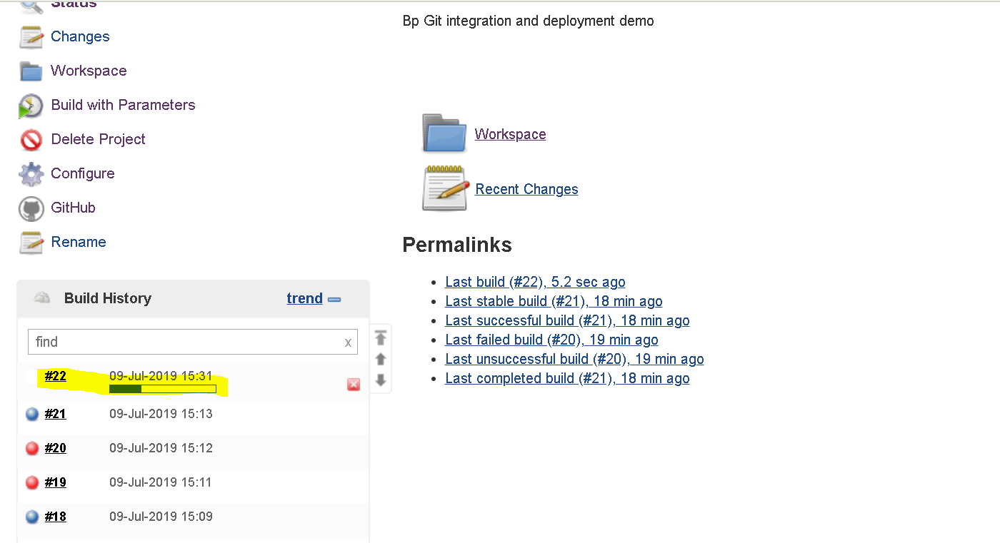 Status
Changes
Workspace
Build with Parameters
Delete Project
Configure
GitHub
Rename
Build History
trend
find
x
#22 09-Jul-2019 15:31
#21 09-Jul-2019 15:13
#20 09-Jul-2019 15:12
#19 09-Jul-2019 15:11
#18 09-Jul-2019 15:09
Bp Git integration and deployment demo
Workspace
Recent Changes
Permalinks
Last build (#22), 5.2 sec ago
Last stable build (#21), 18 min ago
Last successful build (#21), 18 min ago
Last failed build (#20), 19 min ago
Last unsuccessful build (#20), 19 min ago
Last completed build (#21), 18 min ago